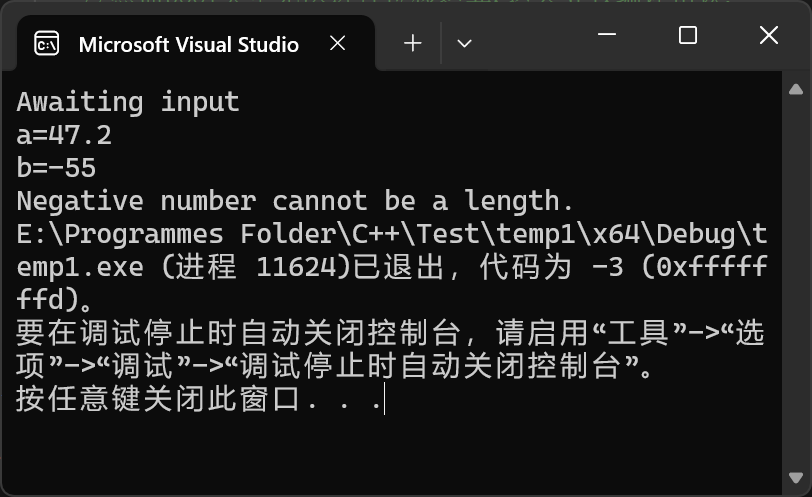 Microsoft Visual Studio
Awaiting input
a=47.2
b=-55
Negative number cannot be a length.
E:\Programmes Folder\C++\Test\temp1\x64\Debug\t
emp1.exe (进程 11624)已退出，代码为 -3 (0xfffff
ffd)。
要在调试停止时自动关闭控制台，请启用“工具”->“选
项”->“调试”->“调试停止时自动关闭控制台”。
按任意键关闭此窗口. . .